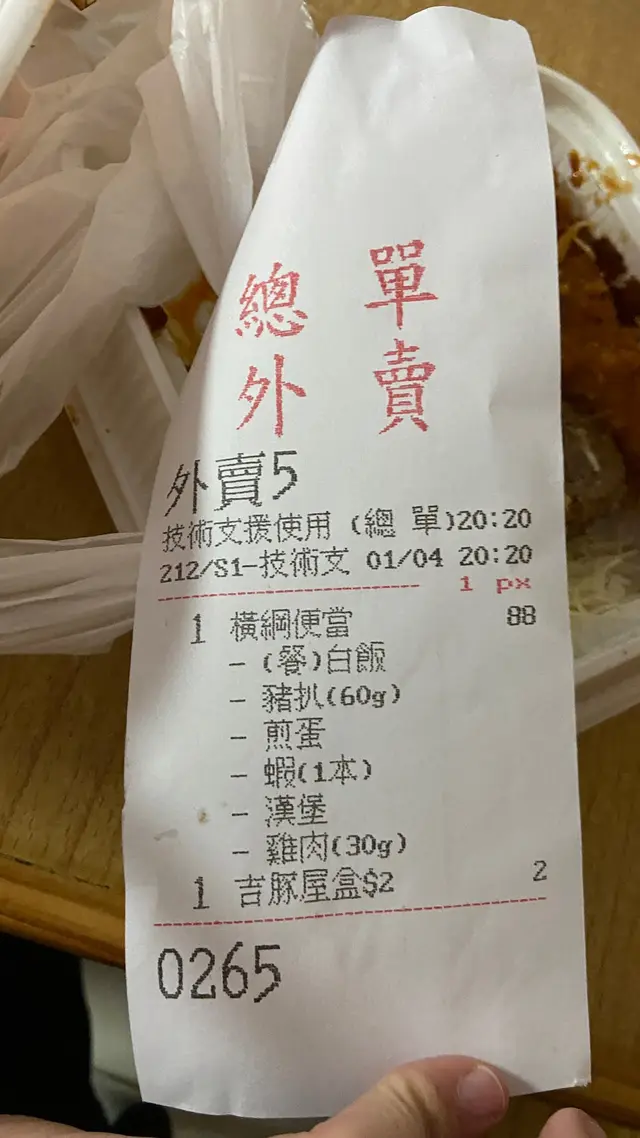 總 單
外 賣
外賣5
技術支援使用 (總 單)20:20
212/S1-技術文 01/04 20:20
1 px
1 橫綱便當 88
- (餐)白飯
- 豬扒(60g)
- 煎蛋
- 蝦(1本)
- 漢堡
- 雞肉(30g)
1 吉豚屋盒$2 2
0265